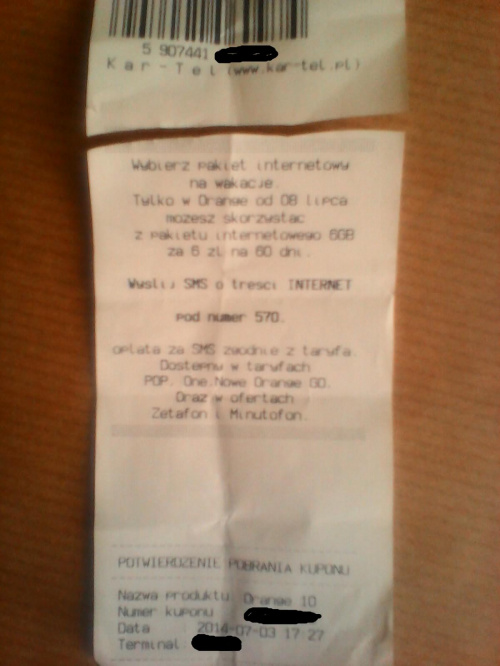 5 907441
Kar-Tel (www.kar-tel.pl)
Wybierz pakiet internetowy
na wakacje.
Tylko w Orange od 08 lipca
możesz skorzystac
z pakietu internetowego 6GB
za 6 zl na 60 dni.
Wyslij SMS o tresci INTERNET
pod numer 570.
oplata za SMS zgodnie z taryfa.
Dostepny w taryfach
POP, One,Nowe Orange GO.
Oraz w ofertach
Zetafon i Minutofon.
POTWIERDZENIE POBRANIA KUPONU
Nazwa produktu: Orange 10
Numer kuponu
Data 2014-07-03 17:27
Terminal: